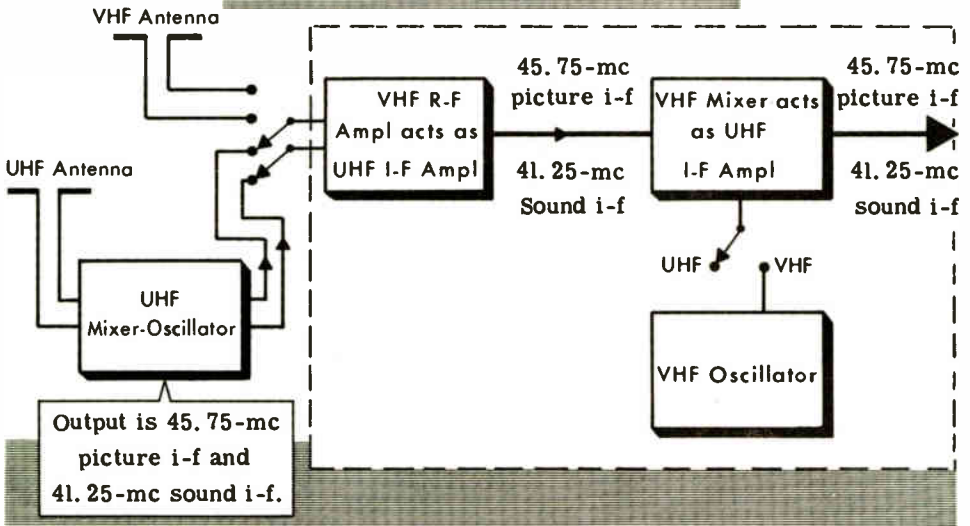 VHF Antenna
UHF Antenna
UHF
Mixer-Oscillator
Output is 45.75-mc
picture i-f and
41.25-mc sound i-f.
VHF R-F
Ampl acts as
UHF I-F Ampl
45.75-mc
picture i-f
41.25-mc
Sound i-f
VHF Mixer acts
as UHF
I-F Ampl
45.75-mc
picture i-f
41.25-mc
sound i-f
UHF
VHF
VHF Oscillator